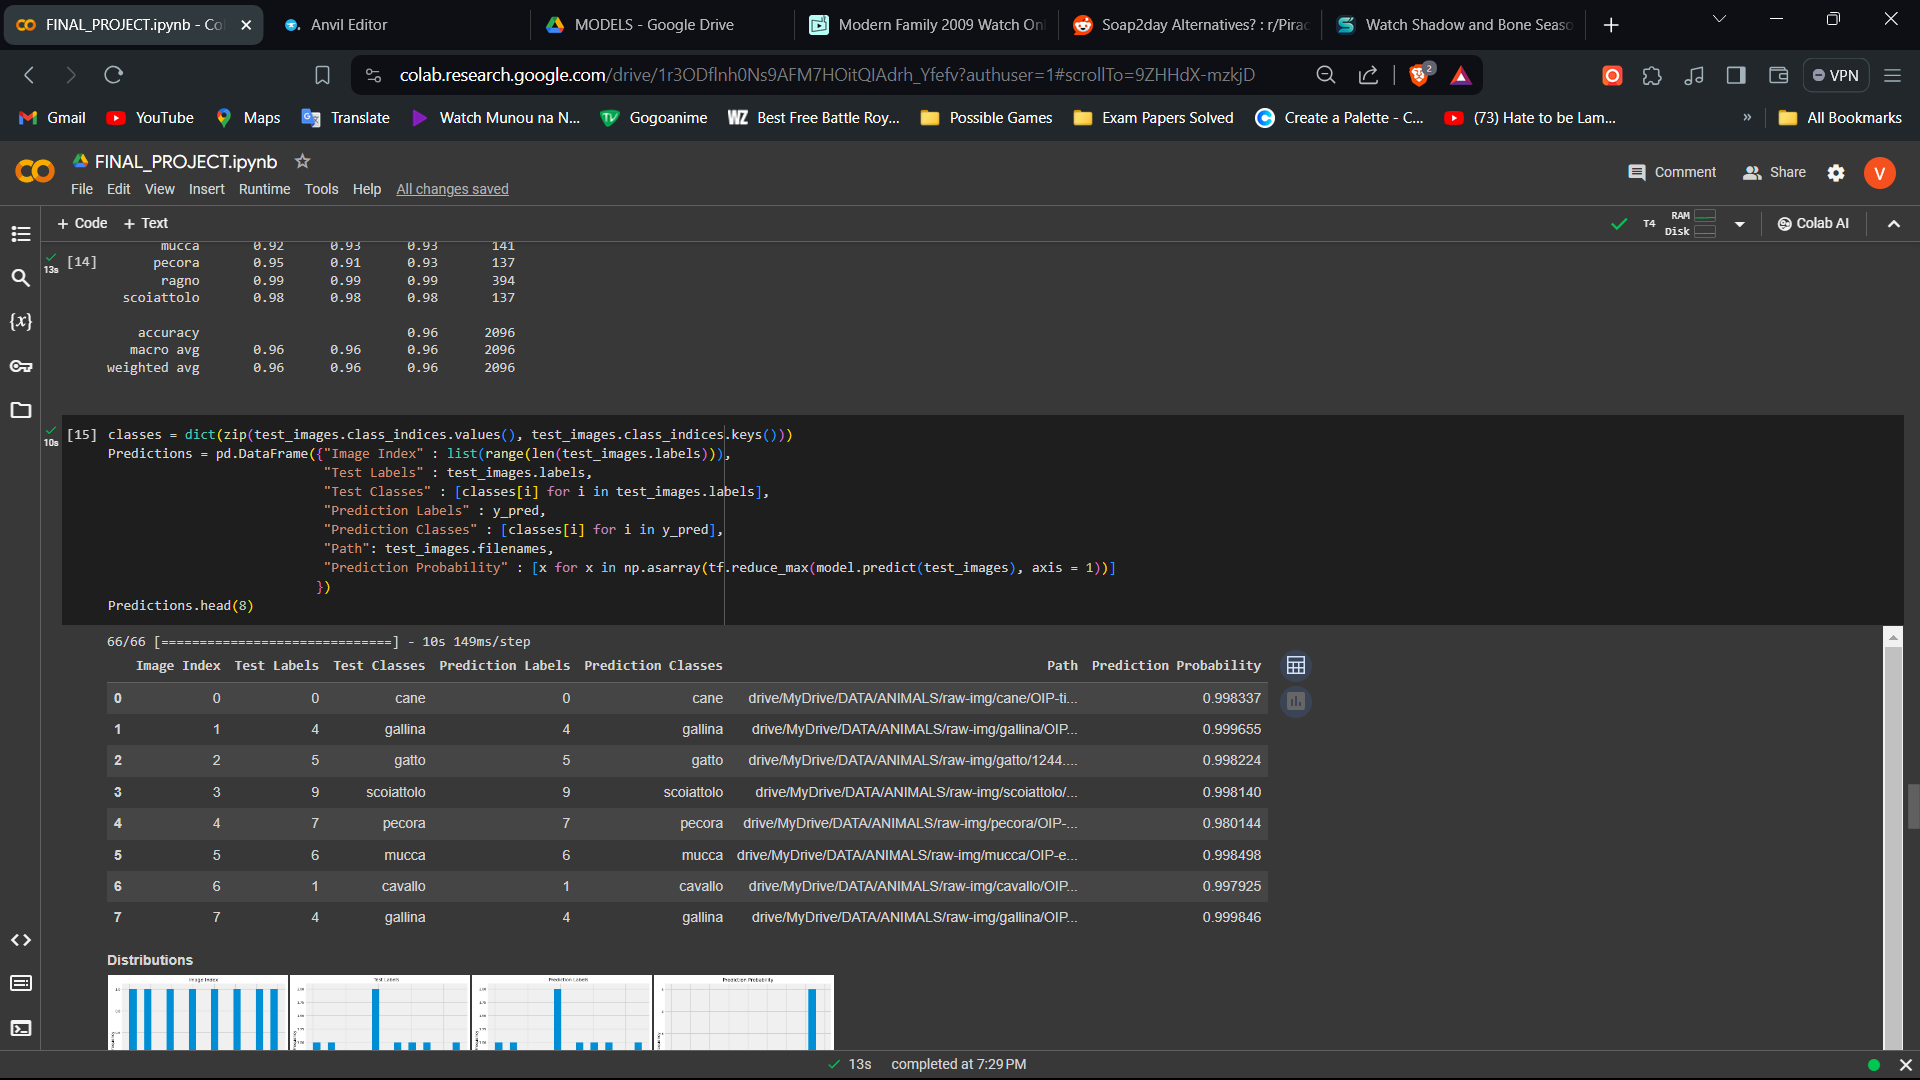 FINAL_PROJECT.ipynb - Co
Anvil Editor
MODELS - Google Drive
Modern Family 2009 Watch On
Soap2day Alternatives? : r/Pirac
Watch Shadow and Bone Seaso
colab.research.google.com/drive/1r3ODflnh0Ns9AFM7HOitQIAdrh_Yfefv?authuser=1#scrollTo=9ZHHdX-mzkjD
2
VPN
Gmail
YouTube
Maps
Translate
Watch Munou na N...
Gogoanime
Best Free Battle Roy...
Possible Games
Exam Papers Solved
Create a Palette - C...
(73) Hate to be Lam...
»
All Bookmarks
FINAL_PROJECT.ipynb
Comment
Share
V
File Edit View Insert Runtime Tools Help All changes saved
+ Code + Text
T4 RAM Disk
Colab AI
mucca 0.92 0.93 0.93 141
13s [14] pecora 0.95 0.91 0.93 137
ragno 0.99 0.99 0.99 394
scoiattolo 0.98 0.98 0.98 137
accuracy 0.96 2096
macro avg 0.96 0.96 0.96 2096
weighted avg 0.96 0.96 0.96 2096
10s [15] classes = dict(zip(test_images.class_indices.values(), test_images.class_indices.keys()))
Predictions = pd.DataFrame({"Image Index" : list(range(len(test_images.labels))),
"Test Labels" : test_images.labels,
"Test Classes" : [classes[i] for i in test_images.labels],
"Prediction Labels" : y_pred,
"Prediction Classes" : [classes[i] for i in y_pred],
"Path": test_images.filenames,
"Prediction Probability" : [x for x in np.asarray(tf.reduce_max(model.predict(test_images), axis = 1))]
})
Predictions.head(8)
66/66 [==============================] - 10s 149ms/step
Image Index Test Labels Test Classes Prediction Labels Prediction Classes Path Prediction Probability
0 0 0 cane 0 cane drive/MyDrive/DATA/ANIMALS/raw-img/cane/OIP-ti... 0.998337
1 1 4 gallina 4 gallina drive/MyDrive/DATA/ANIMALS/raw-img/gallina/OIP... 0.999655
2 2 5 gatto 5 gatto drive/MyDrive/DATA/ANIMALS/raw-img/gatto/1244.... 0.998224
3 3 9 scoiattolo 9 scoiattolo drive/MyDrive/DATA/ANIMALS/raw-img/scoiattolo/... 0.998140
4 4 7 pecora 7 pecora drive/MyDrive/DATA/ANIMALS/raw-img/pecora/OIP-... 0.980144
5 5 6 mucca 6 mucca drive/MyDrive/DATA/ANIMALS/raw-img/mucca/OIP-e... 0.998498
6 6 1 cavallo 1 cavallo drive/MyDrive/DATA/ANIMALS/raw-img/cavallo/OIP... 0.997925
7 7 4 gallina 4 gallina drive/MyDrive/DATA/ANIMALS/raw-img/gallina/OIP... 0.999846
Distributions
Image Index
Test Labels
Prediction Labels
Prediction Probability
13s completed at 7:29 PM